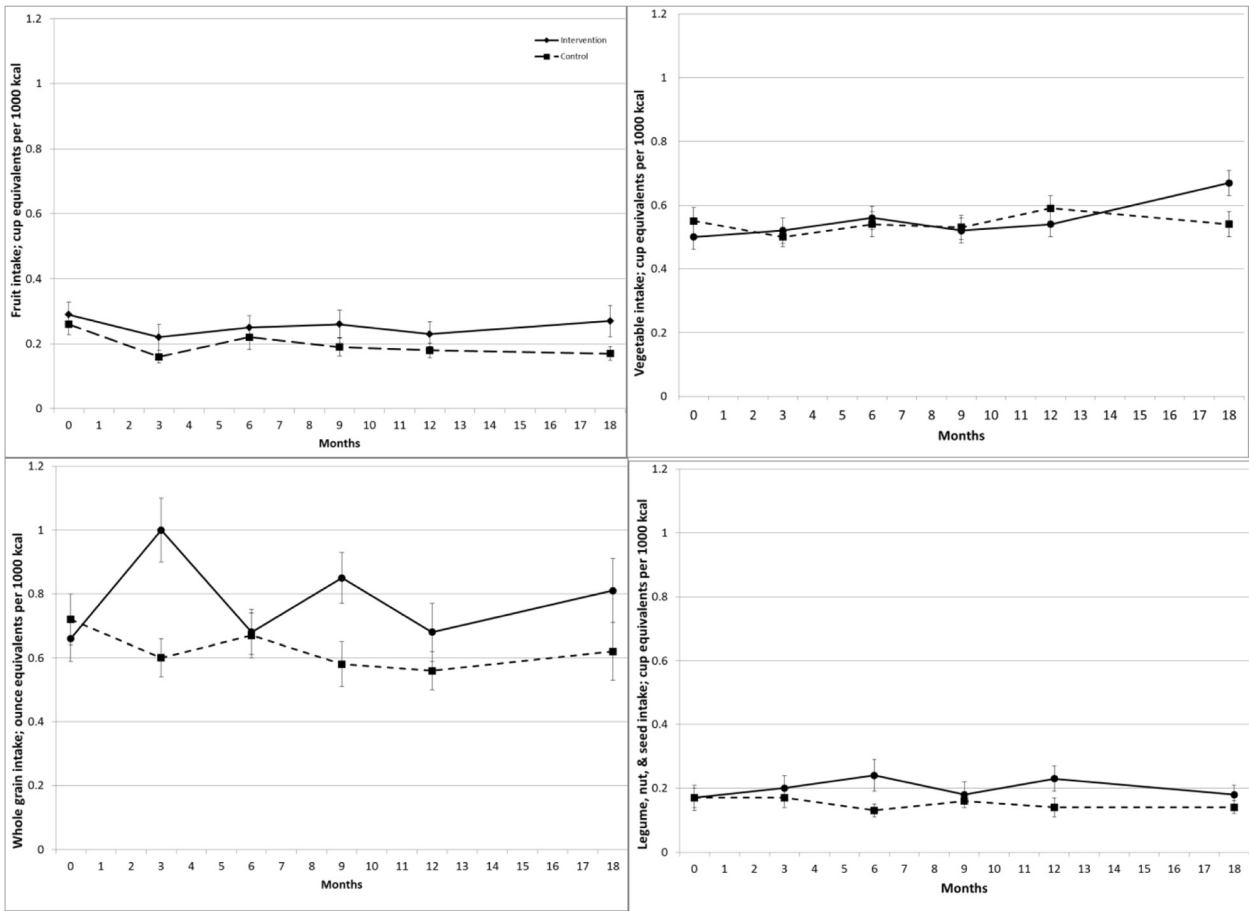 Fruit intake; cup equivalents per 1000 kcal
1.2
1
0.8
0.6
0.4
0.2
0
Intervention
Control
0 1 2 3 4 5 6 7 8 9 10 11 12 13 14 15 16 17 18
Months
Vegetable intake; cup equivalents per 1000 kcal
1.2
1
0.8
0.6
0.4
0.2
0
0 1 2 3 4 5 6 7 8 9 10 11 12 13 14 15 16 17 18
Months
Whole grain intake; ounce equivalents per 1000 kcal
1.2
1
0.8
0.6
0.4
0.2
0
0 1 2 3 4 5 6 7 8 9 10 11 12 13 14 15 16 17 18
Months
Legume, nut, & seed intake; cup equivalents per 1000 kcal
1.2
1
0.8
0.6
0.4
0.2
0
0 1 2 3 4 5 6 7 8 9 10 11 12 13 14 15 16 17 18
Months